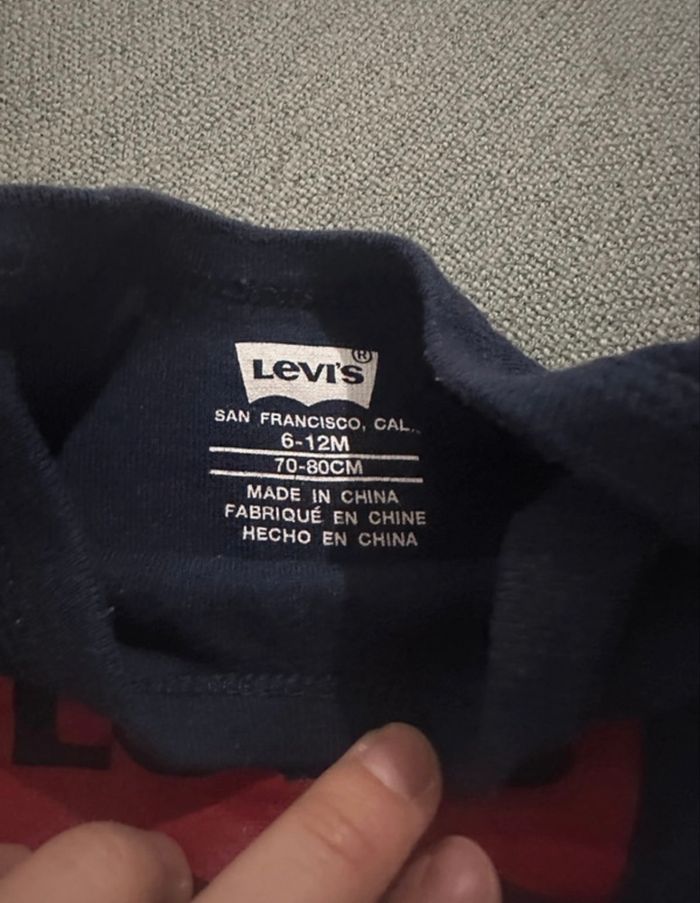 Levi's ®
SAN FRANCISCO, CAL.
6-12M
70-80CM
MADE IN CHINA
FABRIQUÉ EN CHINE
HECHO EN CHINA
L